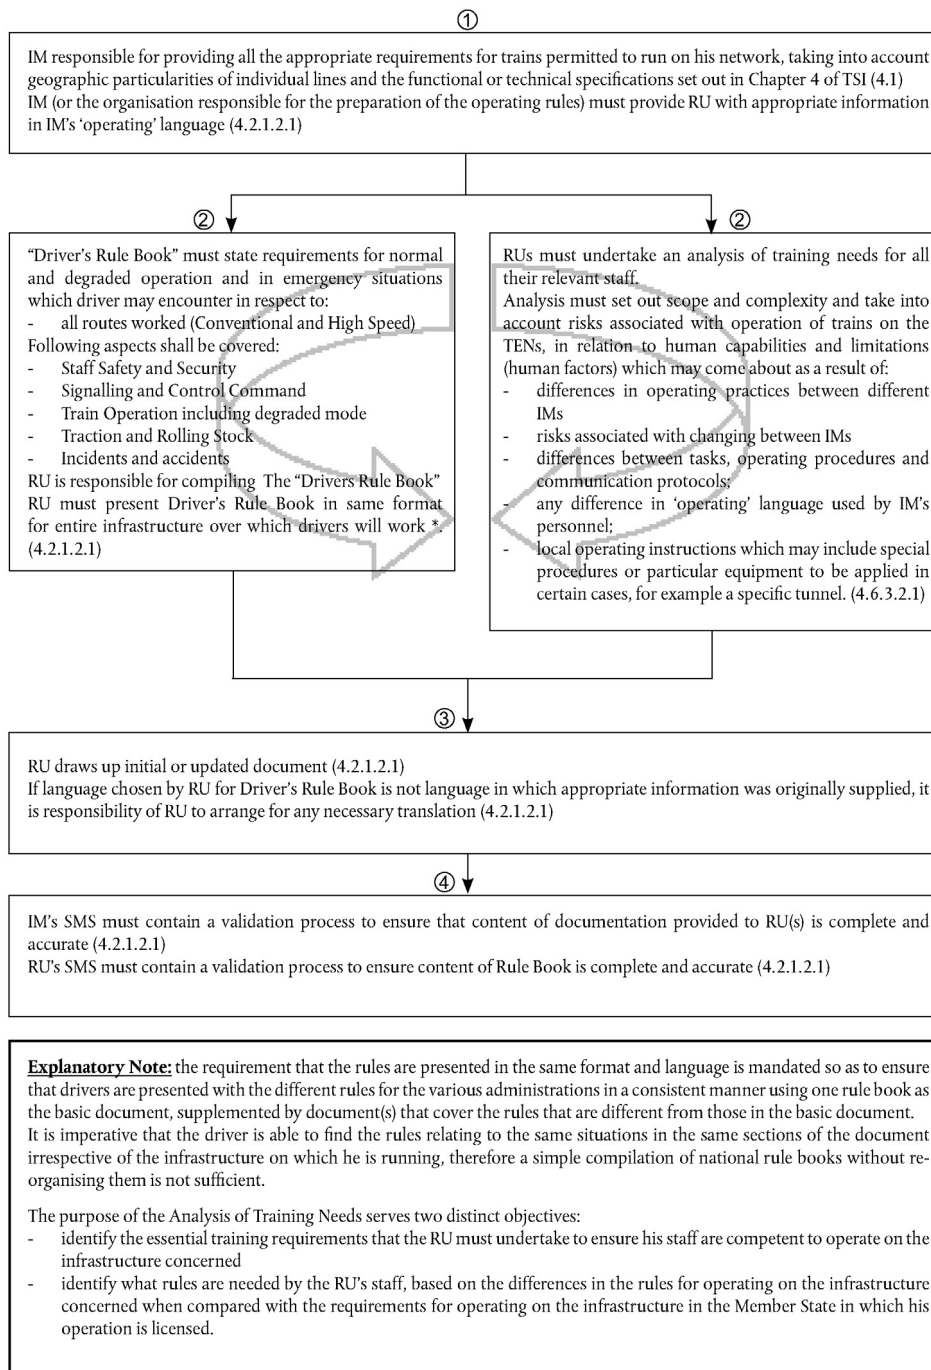 ①
IM responsible for providing all the appropriate requirements for trains permitted to run on his network, taking into account
geographic particularities of individual lines and the functional or technical specifications set out in Chapter 4 of TSI (4.1)
IM (or the organisation responsible for the preparation of the operating rules) must provide RU with appropriate information
in IM's ‘operating’ language (4.2.1.2.1)
②
“Driver's Rule Book” must state requirements for normal
and degraded operation and in emergency situations
which driver may encounter in respect to:
- all routes worked (Conventional and High Speed)
Following aspects shall be covered:
- Staff Safety and Security
- Signalling and Control Command
- Train Operation including degraded mode
- Traction and Rolling Stock
- Incidents and accidents
RU is responsible for compiling The “Drivers Rule Book”
RU must present Driver's Rule Book in same format
for entire infrastructure over which drivers will work *.
(4.2.1.2.1)
②
RUs must undertake an analysis of training needs for all
their relevant staff.
Analysis must set out scope and complexity and take into
account risks associated with operation of trains on the
TENs, in relation to human capabilities and limitations
(human factors) which may come about as a result of:
- differences in operating practices between different
IMs
- risks associated with changing between IMs
- differences between tasks, operating procedures and
communication protocols;
- any difference in ‘operating’ language used by IM's
personnel;
- local operating instructions which may include special
procedures or particular equipment to be applied in
certain cases, for example a specific tunnel. (4.6.3.2.1)
③
RU draws up initial or updated document (4.2.1.2.1)
If language chosen by RU for Driver's Rule Book is not language in which appropriate information was originally supplied, it
is responsibility of RU to arrange for any necessary translation (4.2.1.2.1)
④
IM's SMS must contain a validation process to ensure that content of documentation provided to RU(s) is complete and
accurate (4.2.1.2.1)
RU's SMS must contain a validation process to ensure content of Rule Book is complete and accurate (4.2.1.2.1)
Explanatory Note: the requirement that the rules are presented in the same format and language is mandated so as to ensure
that drivers are presented with the different rules for the various administrations in a consistent manner using one rule book as
the basic document, supplemented by document(s) that cover the rules that are different from those in the basic document.
It is imperative that the driver is able to find the rules relating to the same situations in the same sections of the document
irrespective of the infrastructure on which he is running, therefore a simple compilation of national rule books without re-
organising them is not sufficient.
The purpose of the Analysis of Training Needs serves two distinct objectives:
- identify the essential training requirements that the RU must undertake to ensure his staff are competent to operate on the
infrastructure concerned
- identify what rules are needed by the RU's staff, based on the differences in the rules for operating on the infrastructure
concerned when compared with the requirements for operating on the infrastructure in the Member State in which his
operation is licensed.